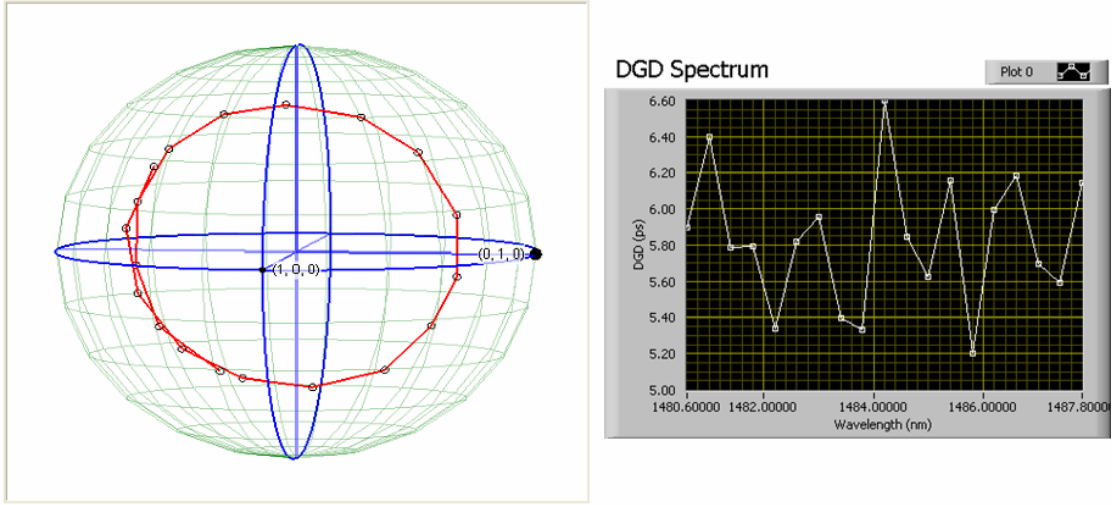 (0, 1, 0)
(1, 0, 0)
DGD Spectrum
Plot 0
6.60
6.40
6.20
6.00
5.80
5.60
5.40
5.20
5.00
DGD (ps)
1480.60000 1482.00000 1484.00000 1486.00000 1487.80000
Wavelength (nm)